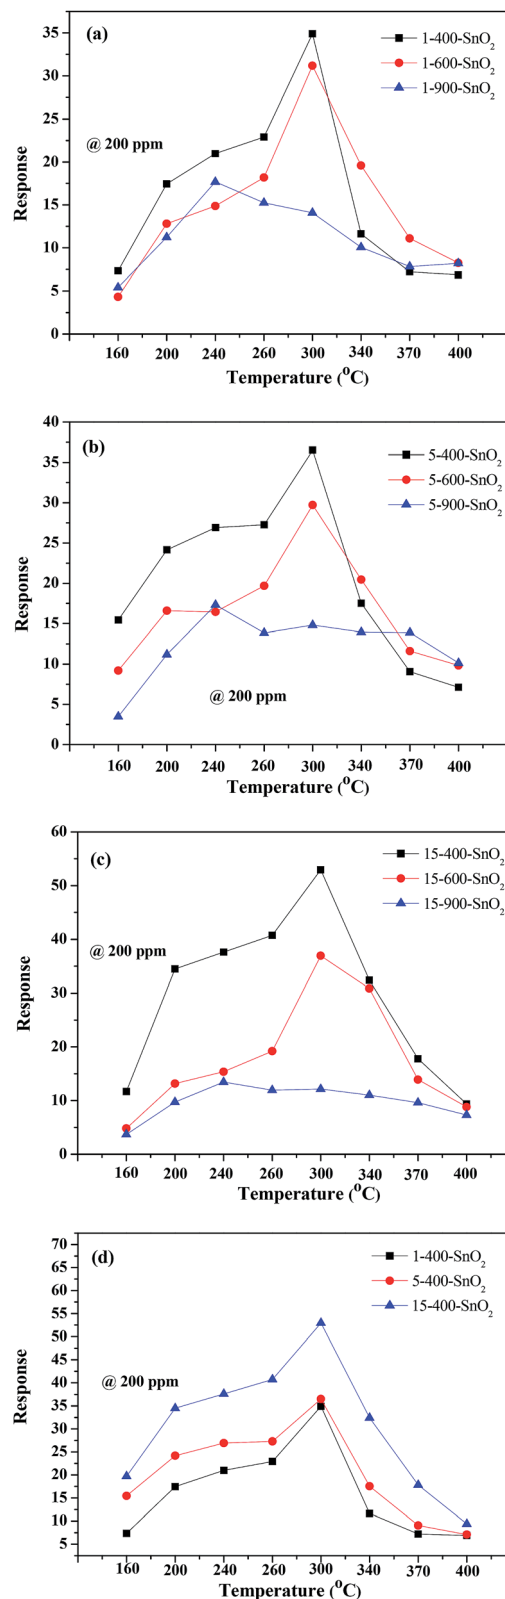 (a)
1-400-SnO₂
1-600-SnO₂
1-900-SnO₂
@ 200 ppm
Response
35
30
25
20
15
10
5
0
160 200 240 260 300 340 370 400
Temperature (°C)
(b)
5-400-SnO₂
5-600-SnO₂
5-900-SnO₂
@ 200 ppm
Response
40
35
30
25
20
15
10
5
0
160 200 240 260 300 340 370 400
Temperature (°C)
(c)
15-400-SnO₂
15-600-SnO₂
15-900-SnO₂
@ 200 ppm
Response
60
50
40
30
20
10
0
160 200 240 260 300 340 370 400
Temperature (°C)
(d)
1-400-SnO₂
5-400-SnO₂
15-400-SnO₂
@ 200 ppm
Response
70
65
60
55
50
45
40
35
30
25
20
15
10
5
160 200 240 260 300 340 370 400
Temperature (°C)